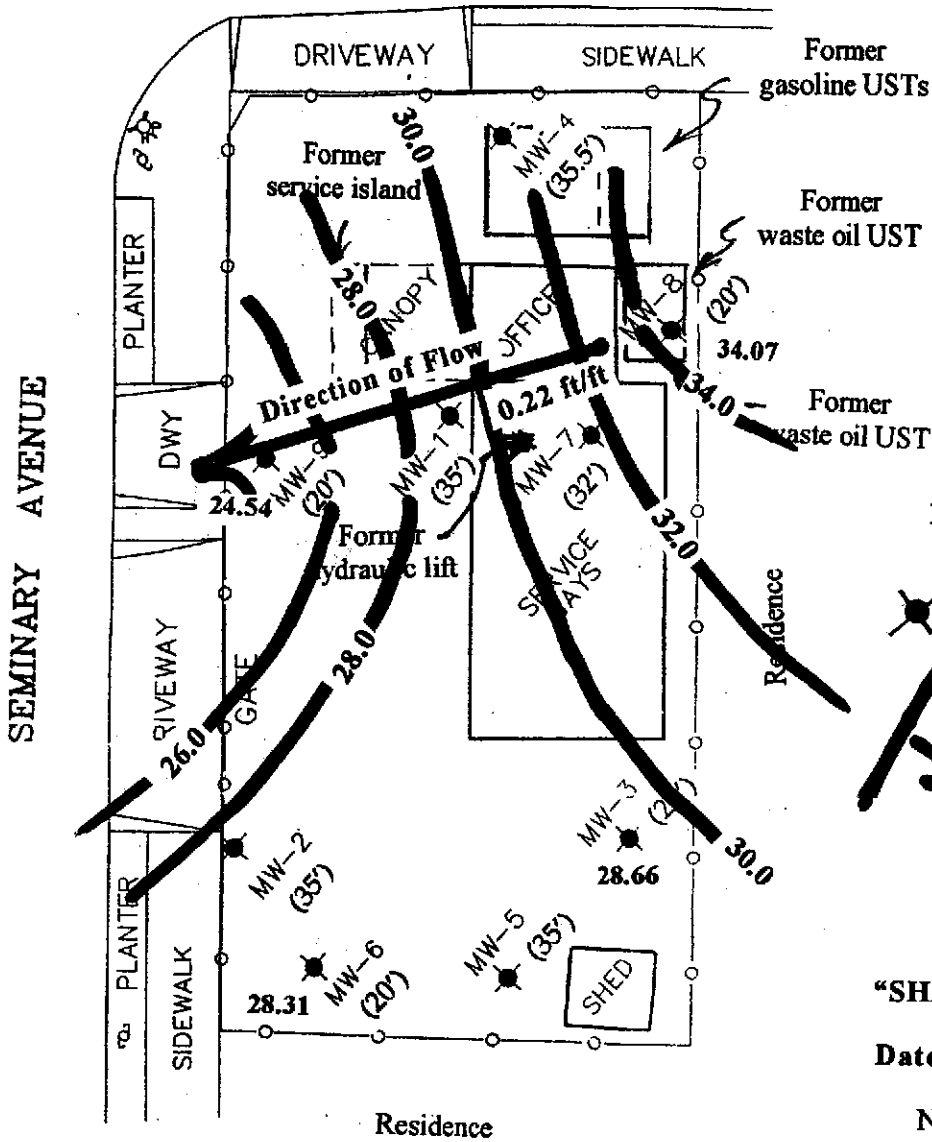 DRIVEWAY
SIDEWALK
Former
gasoline USTs
30.0
MW-4
(35.5')
Former
service island
Former
waste oil UST
PLANTER
28.0
OFFICE
MW-8
(20')
34.07
Direction of Flow
0.22 ft/ft
34.0
Former
waste oil UST
SEMINARY AVENUE
DWY
24.54
MW-9
(20')
MW-1
(35')
MW-7
(32')
32.0
Former
lift
SERVICE
Residence
GATE
28.0
26.0
MW-2
(35')
MW-3
28.66
30.0
MW-6
(20')
28.31
MW-5
(35')
SHED
PLANTER
SIDEWALK
Residence